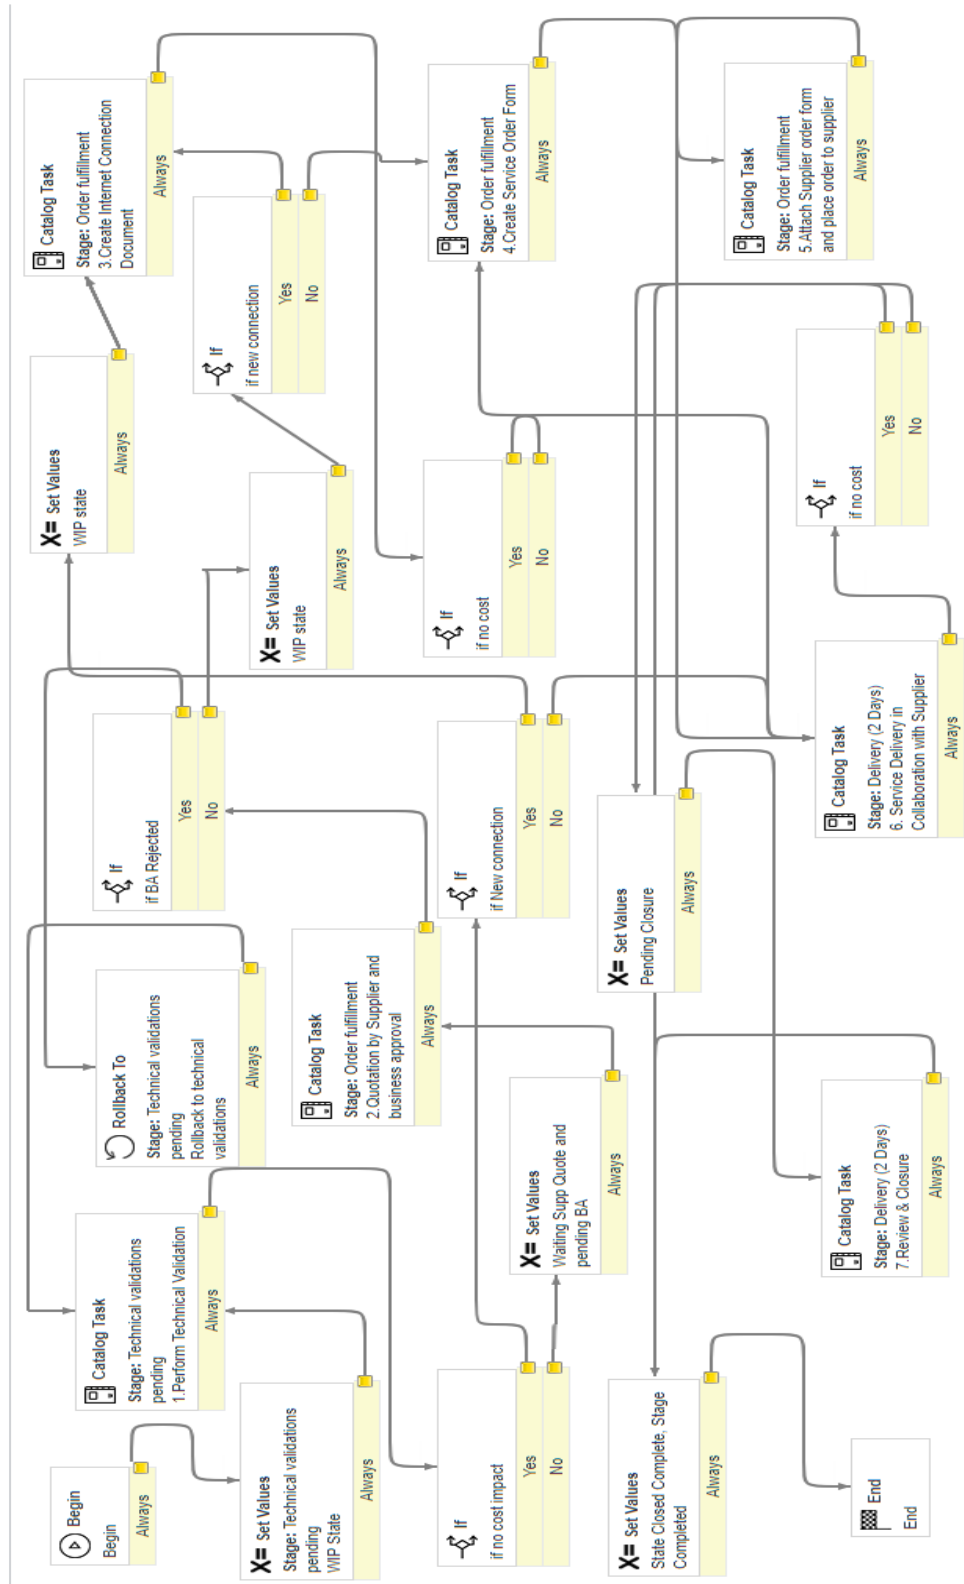 Begin
Begin
Always
X= Set Values
Stage: Technical validations
pending
WIP State
Always
Catalog Task
Stage: Technical validations
pending
1.Perform Technical Validation
Always
If
if no cost impact
Yes
No
X= Set Values
Waiting Supp Quote and
pending BA
Always
Catalog Task
Stage: Order fulfillment
2.Quotation by Supplier and
business approval
Always
Rollback To
Stage: Technical validations
pending
Rollback to technical
validations
Always
If
if BA Rejected
Yes
No
If
if New connection
Yes
No
X= Set Values
WIP state
Always
X= Set Values
WIP state
Always
If
if new connection
Yes
No
Catalog Task
Stage: Order fulfillment
3.Create Internet Connection
Document
Always
If
if no cost
Yes
No
Catalog Task
Stage: Order fulfillment
4.Create Service Order Form
Always
Catalog Task
Stage: Order fulfillment
5.Attach Supplier order form
and place order to supplier
Always
Catalog Task
Stage: Delivery (2 Days)
6. Service Delivery in
Collaboration with Supplier
Always
If
if no cost
Yes
No
X= Set Values
Pending Closure
Always
Catalog Task
Stage: Delivery (2 Days)
7.Review & Closure
Always
X= Set Values
State Closed Complete, Stage
Completed
Always
End
End